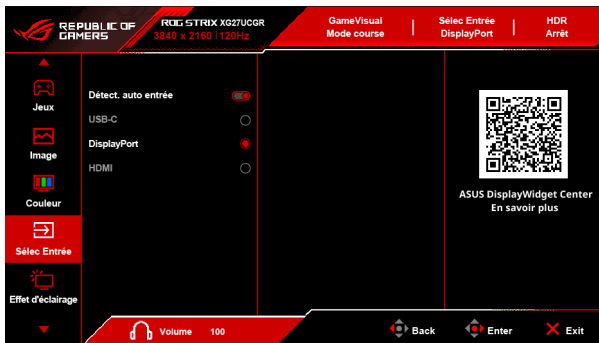 REPUBLIC OF
GAMERS
ROG STRIX XG27UCGR
3840 x 2160 | 120Hz
GameVisual
Mode course
Sélec Entrée
DisplayPort
HDR
Arrêt
Jeux
Image
Couleur
Sélec Entrée
Effet d'éclairage
Détect. auto entrée
USB-C
DisplayPort
HDMI
ASUS DisplayWidget Center
En savoir plus
Volume 100
Back
Enter
Exit